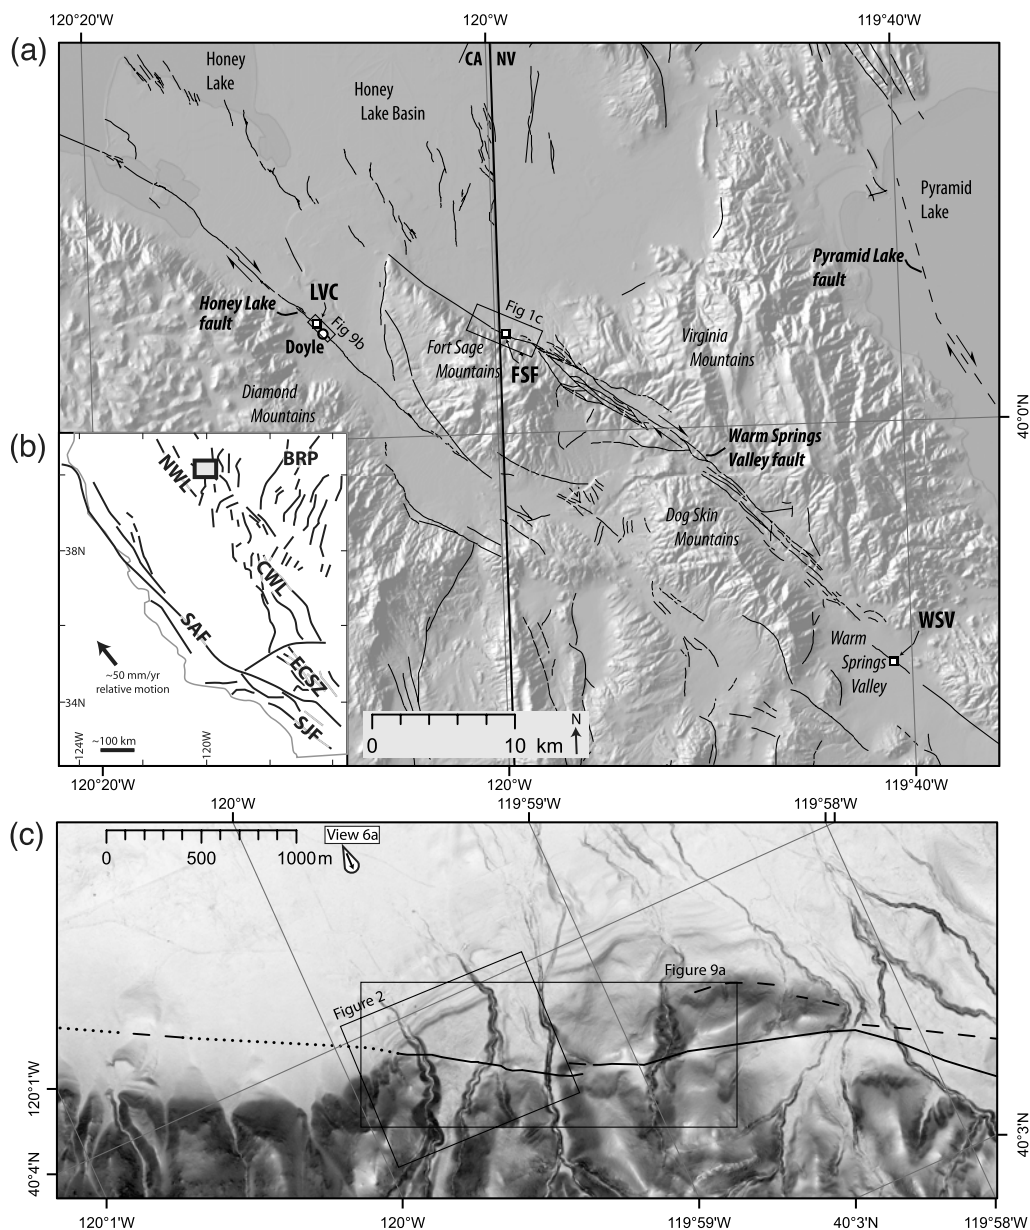 120°20'W
120°W
119°40'W
(a)
Honey
Lake
CA
NV
Honey
Lake Basin
Pyramid
Lake
Pyramid Lake
fault
LVC
Honey Lake
fault
Fig 9b
Doyle
Fig 1c
Fort Sage
Mountains
FSF
Virginia
Mountains
Diamond
Mountains
40°0'N
(b)
BRP
NWL
Warm Springs
Valley fault
Dog Skin
Mountains
38N
CWL
SAF
WSV
Warm
Springs
Valley
~50 mm/yr
relative motion
ECSZ
34N
SJF
~100 km
124W
120W
0
10
km
N
120°20'W
120°W
119°40'W
120°W
119°59'W
119°58'W
(c)
View 6a
0
500
1000m
Figure 9a
Figure 2
120°1'W
40°3'N
40°4'N
120°1'W
120°W
119°59'W
40°3'N
119°58'W